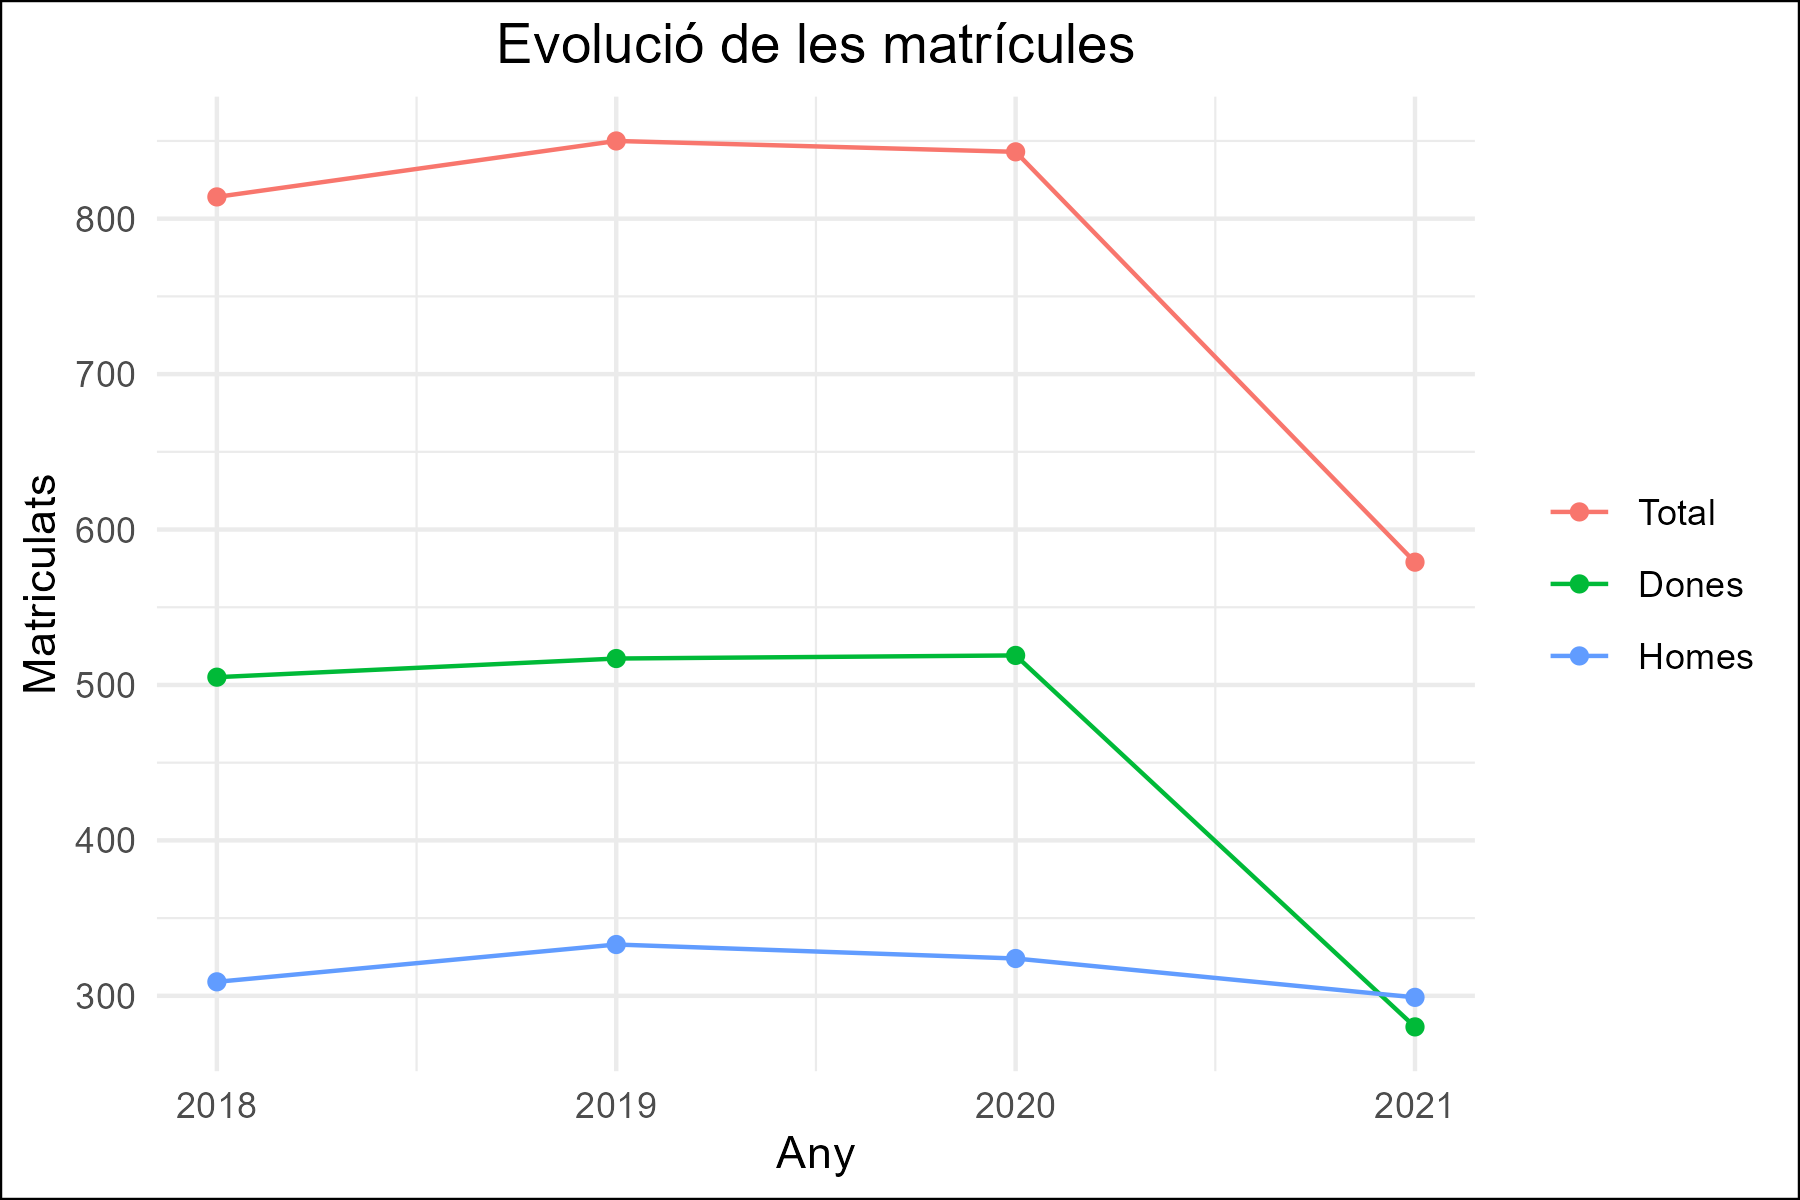 Evolució de les matrícules
Matriculats
800
700
600
500
400
300
2018
2019
2020
2021
Any
Total
Dones
Homes